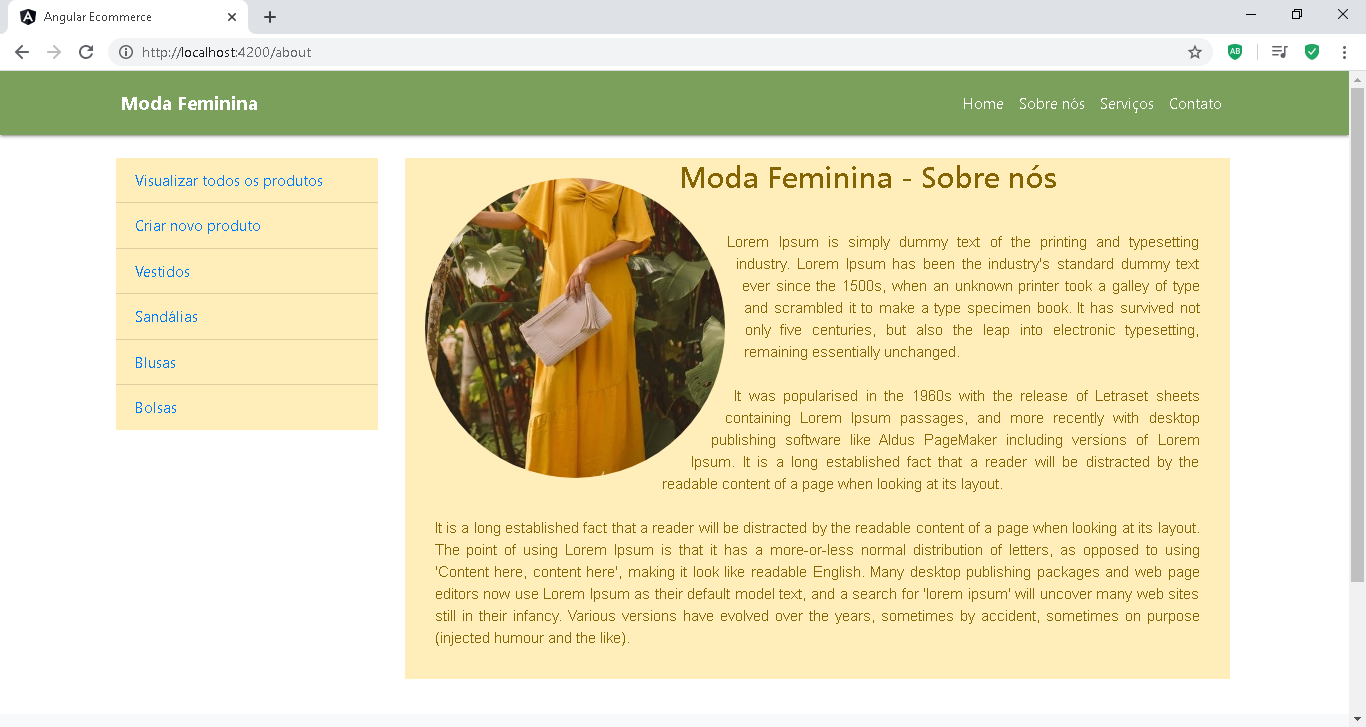 Angular Ecommerce
http://localhost:4200/about
AB
Moda Feminina
Home Sobre nós Serviços Contato
Visualizar todos os produtos
Criar novo produto
Vestidos
Sandálias
Blusas
Bolsas
Moda Feminina - Sobre nós
Lorem Ipsum is simply dummy text of the printing and typesetting
industry. Lorem Ipsum has been the industry's standard dummy text
ever since the 1500s, when an unknown printer took a galley of type
and scrambled it to make a type specimen book. It has survived not
only five centuries, but also the leap into electronic typesetting,
remaining essentially unchanged.
It was popularised in the 1960s with the release of Letraset sheets
containing Lorem Ipsum passages, and more recently with desktop
publishing software like Aldus PageMaker including versions of Lorem
Ipsum. It is a long established fact that a reader will be distracted by the
readable content of a page when looking at its layout.
It is a long established fact that a reader will be distracted by the readable content of a page when looking at its layout.
The point of using Lorem Ipsum is that it has a more-or-less normal distribution of letters, as opposed to using
'Content here, content here', making it look like readable English. Many desktop publishing packages and web page
editors now use Lorem Ipsum as their default model text, and a search for 'lorem ipsum' will uncover many web sites
still in their infancy. Various versions have evolved over the years, sometimes by accident, sometimes on purpose
(injected humour and the like).